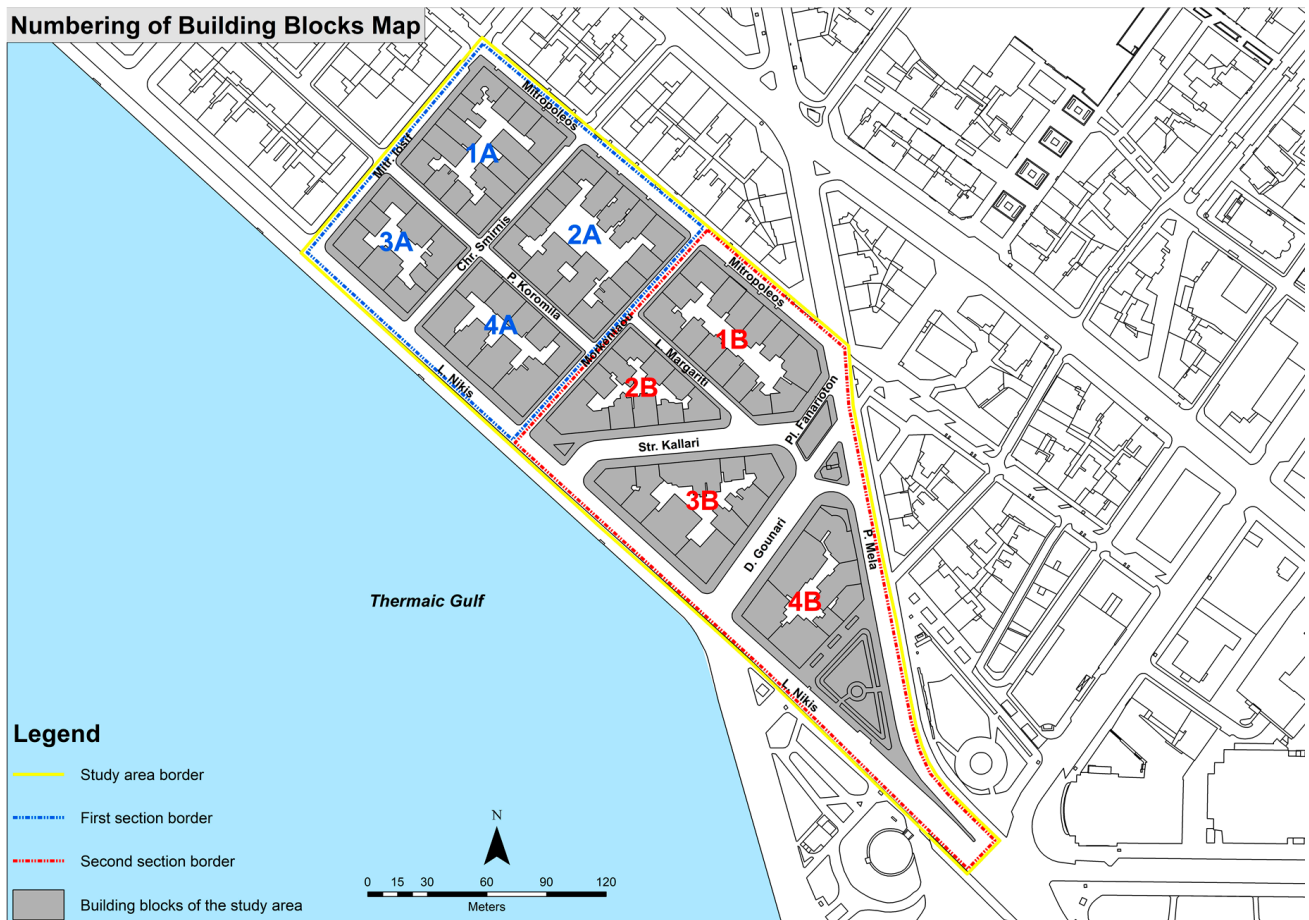 Numbering of Building Blocks Map
Mitropoleos
Mitr. Iosif
1A
2A
3A
Chr. Smirnis
P. Koromila
4A
L. Nikis
Mitropoleos
1B
L. Margariti
2B
Pl. Fanarioton
Str. Kallari
3B
D. Gounari
P. Mela
4B
L. Nikis
Thermaic Gulf
Legend
Study area border
First section border
Second section border
Building blocks of the study area
N
0 15 30 60 90 120
Meters